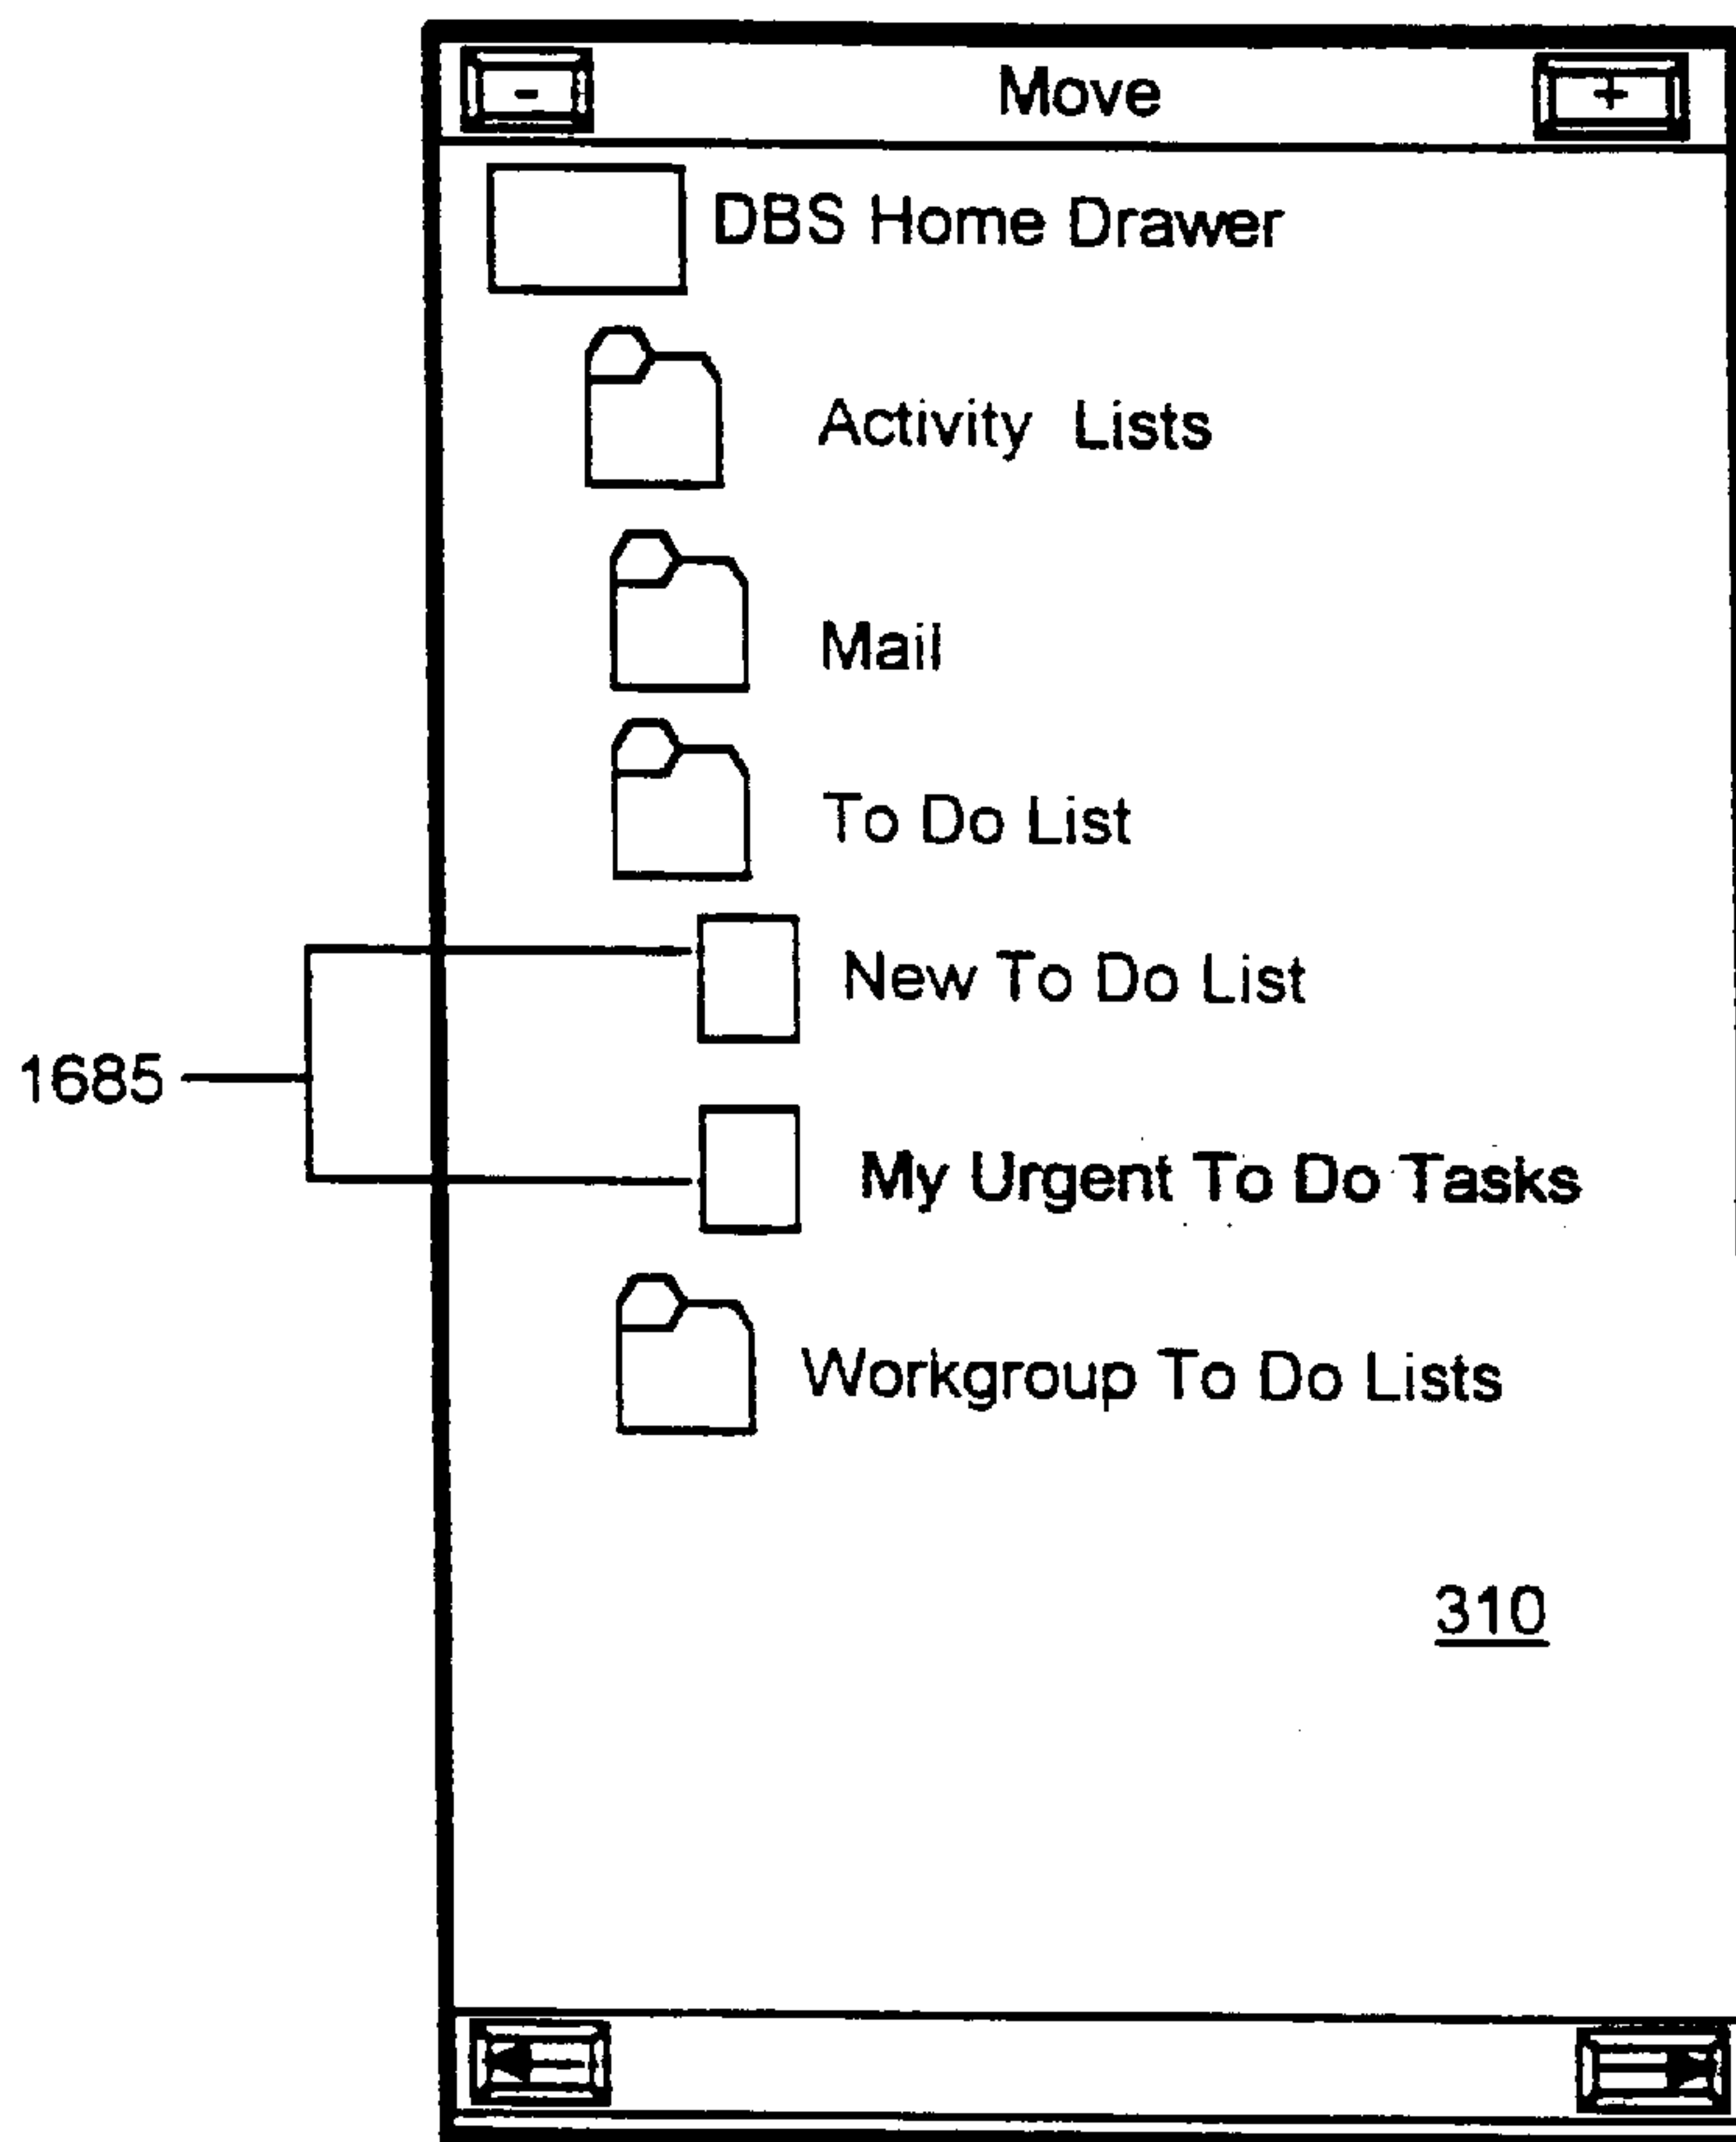 - Move +
DBS Home Drawer
Activity Lists
Mail
To Do List
New To Do List
1685
My Urgent To Do Tasks
Workgroup To Do Lists
310